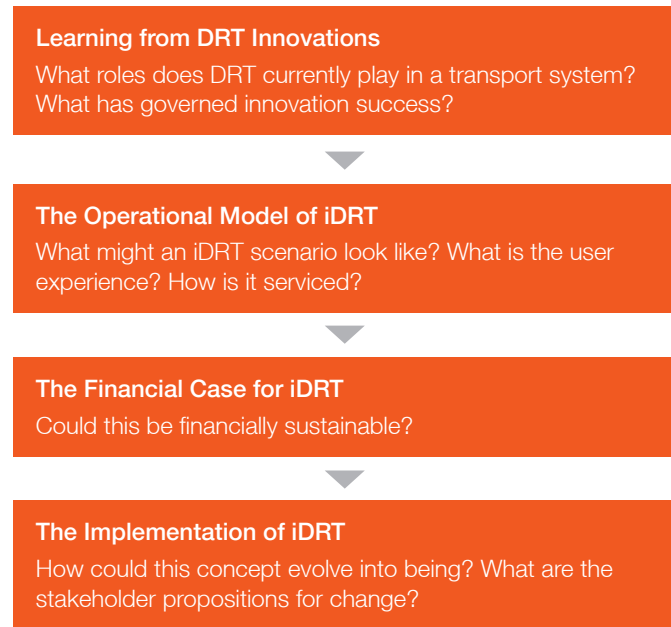 Learning from DRT Innovations
What roles does DRT currently play in a transport system?
What has governed innovation success?
The Operational Model of iDRT
What might an iDRT scenario look like? What is the user
experience? How is it serviced?
The Financial Case for iDRT
Could this be financially sustainable?
The Implementation of iDRT
How could this concept evolve into being? What are the
stakeholder propositions for change?